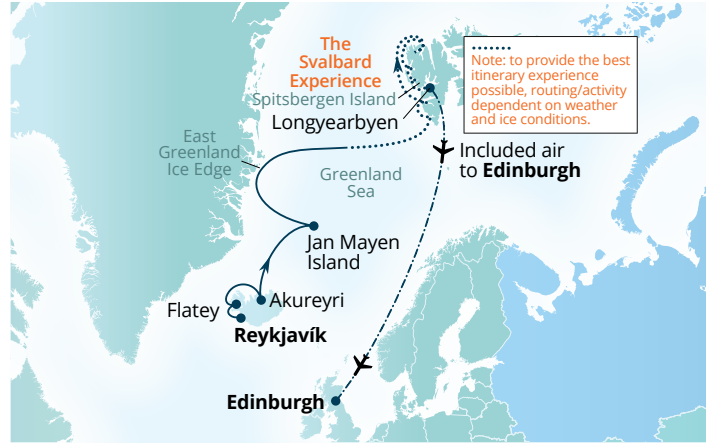 The
Svalbard
Experience
Spitsbergen Island
Longyearbyen
Note: to provide the best
itinerary experience
possible, routing/activity
dependent on weather
and ice conditions.
Included air
to Edinburgh
East
Greenland
Ice Edge
Greenland
Sea
Jan Mayen
Island
Flatey
Akureyri
Reykjavík
Edinburgh